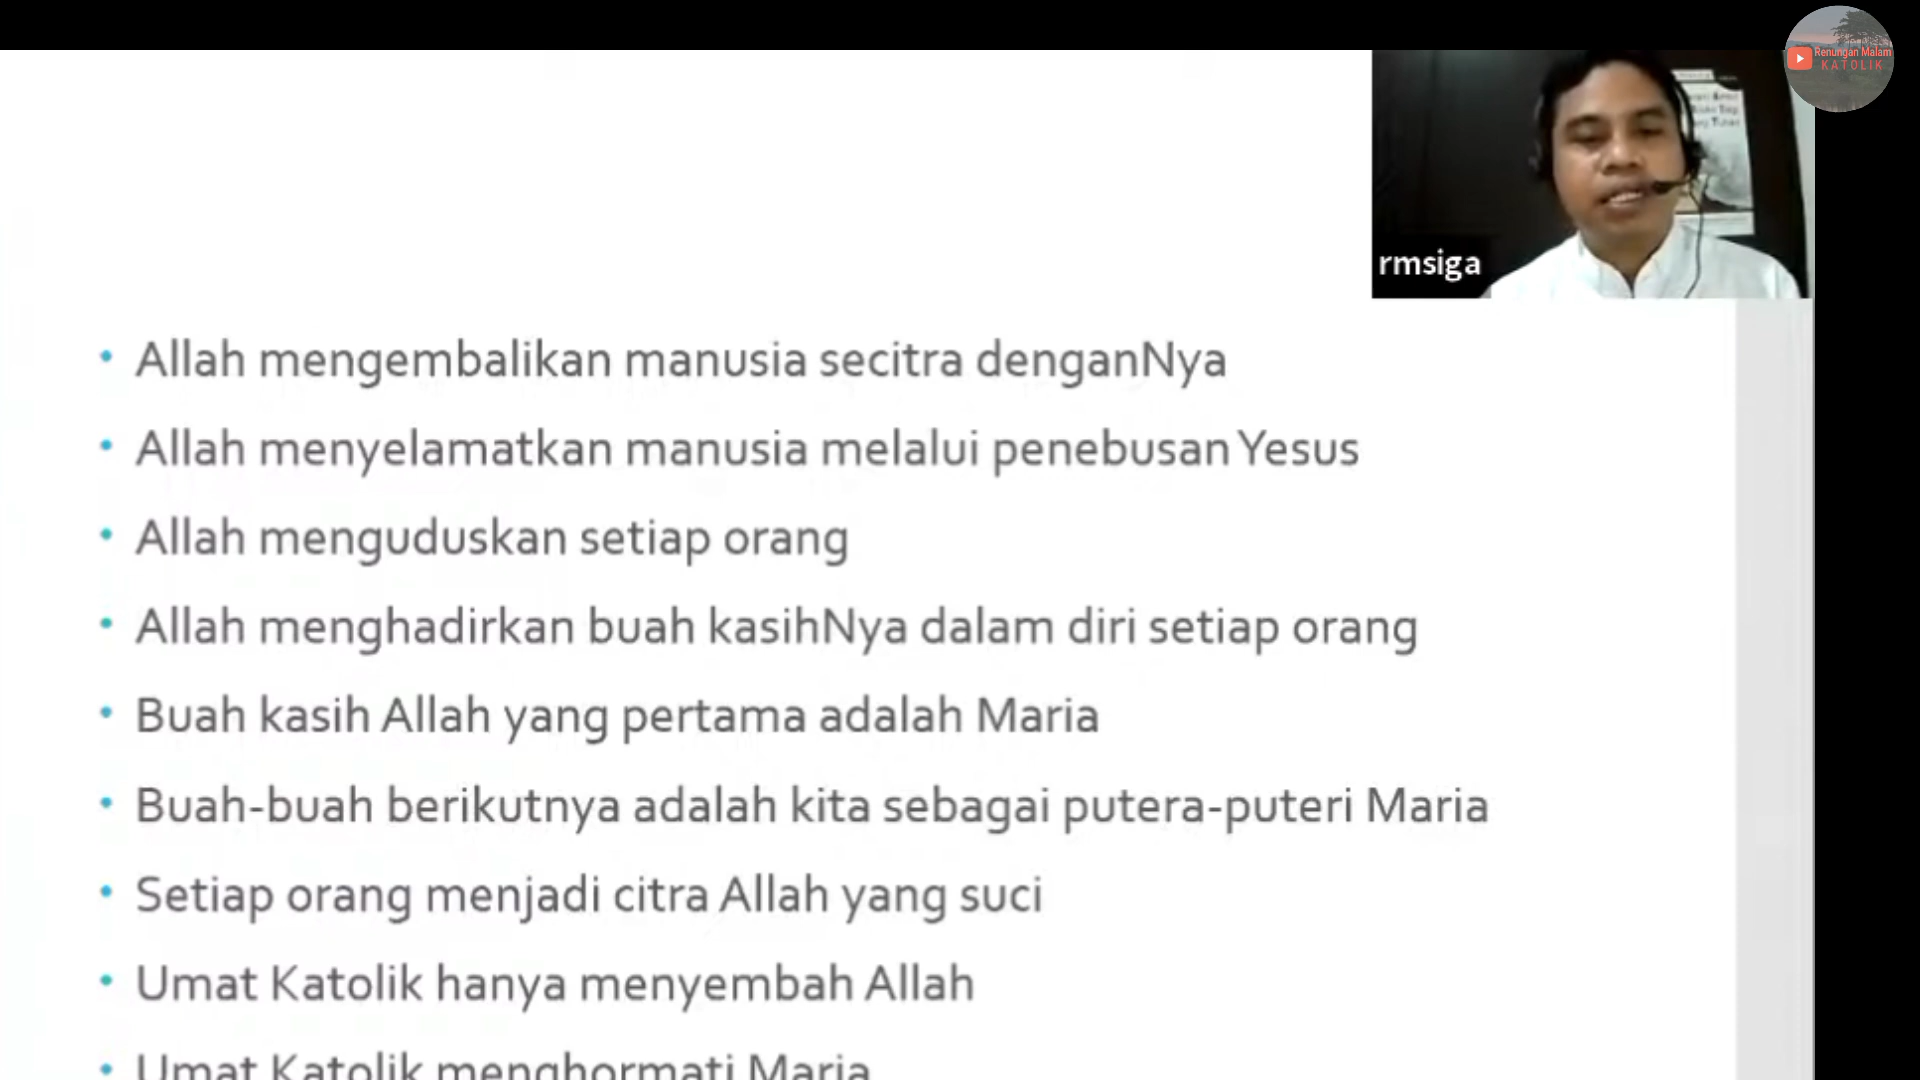 Renungan Malam
KATOLIK
rmsiga
• Allah mengembalikan manusia secitra denganNya
• Allah menyelamatkan manusia melalui penebusan Yesus
• Allah menguduskan setiap orang
• Allah menghadirkan buah kasihNya dalam diri setiap orang
• Buah kasih Allah yang pertama adalah Maria
• Buah-buah berikutnya adalah kita sebagai putera-puteri Maria
• Setiap orang menjadi citra Allah yang suci
• Umat Katolik hanya menyembah Allah
• Umat Katolik menghormati Maria